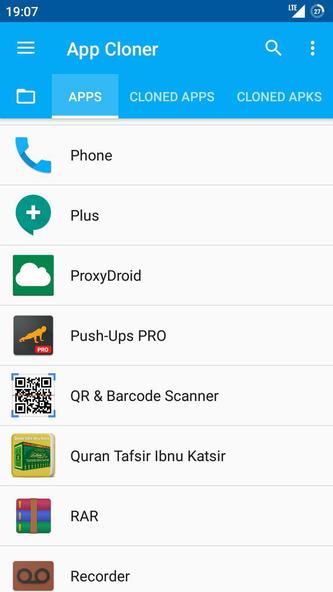 19:07
LTE
27
App Cloner
APPS
CLONED APPS
CLONED APKS
Phone
Plus
ProxyDroid
Push-Ups PRO
PRO
QR & Barcode Scanner
Quran Tafsir Ibnu Katsir
RAR
Recorder